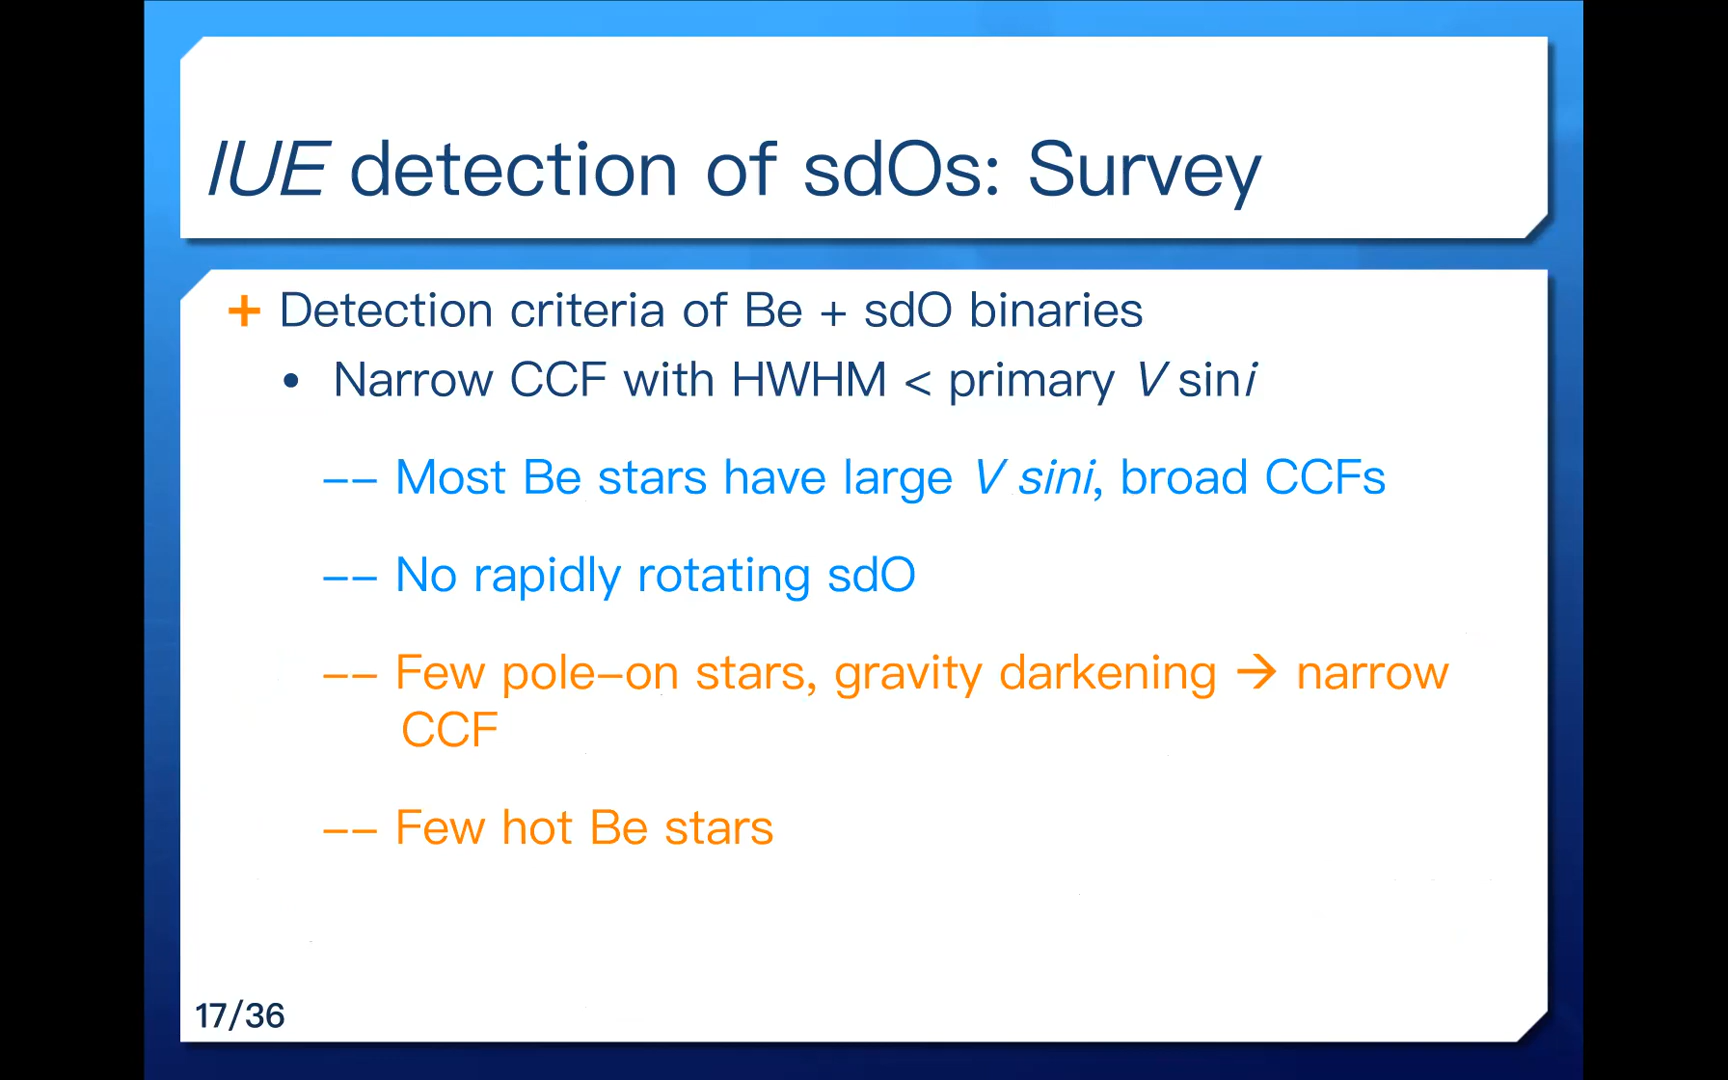 IUE detection of sdOs: Survey
+ Detection criteria of Be + sdO binaries
• Narrow CCF with HWHM < primary V sini
-- Most Be stars have large V sini, broad CCFs
-- No rapidly rotating sdO
-- Few pole-on stars, gravity darkening → narrow
CCF
-- Few hot Be stars
17/36